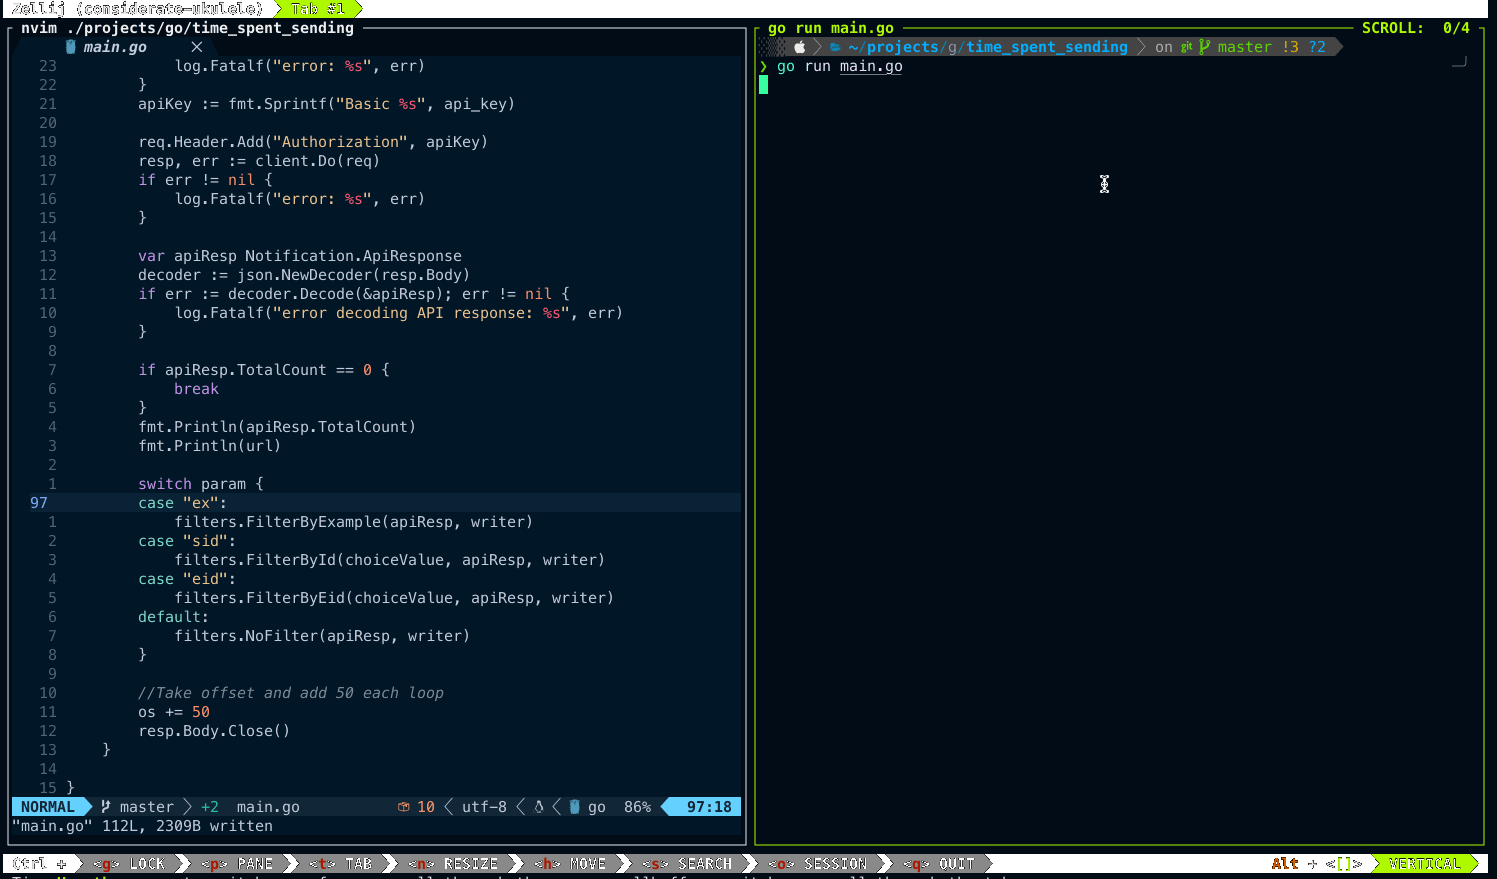 Zellij (considerate-ukulele) Tab #1
nvim ./projects/go/time_spent_sending
main.go ×
23 log.Fatalf("error: %s", err)
22 }
21 apiKey := fmt.Sprintf("Basic %s", api_key)
20
19 req.Header.Add("Authorization", apiKey)
18 resp, err := client.Do(req)
17 if err != nil {
16 log.Fatalf("error: %s", err)
15 }
14
13 var apiResp Notification.ApiResponse
12 decoder := json.NewDecoder(resp.Body)
11 if err := decoder.Decode(&apiResp); err != nil {
10 log.Fatalf("error decoding API response: %s", err)
9 }
8
7 if apiResp.TotalCount == 0 {
6 break
5 }
4 fmt.Println(apiResp.TotalCount)
3 fmt.Println(url)
2
1 switch param {
97 case "ex":
1 filters.FilterByExample(apiResp, writer)
2 case "sid":
3 filters.FilterById(choiceValue, apiResp, writer)
4 case "eid":
5 filters.FilterByEid(choiceValue, apiResp, writer)
6 default:
7 filters.NoFilter(apiResp, writer)
8 }
9
10 //Take offset and add 50 each loop
11 os += 50
12 resp.Body.Close()
13 }
14
15 }
NORMAL master +2 main.go 10 utf-8 go 86% 97:18
"main.go" 112L, 2309B written
go run main.go SCROLL: 0/4
~/projects/g/time_spent_sending on git master !3 ?2
❯ go run main.go
Ctrl + <g> LOCK <p> PANE <t> TAB <n> RESIZE <h> MOVE <s> SEARCH <o> SESSION <q> QUIT Alt + <[]> VERTICAL